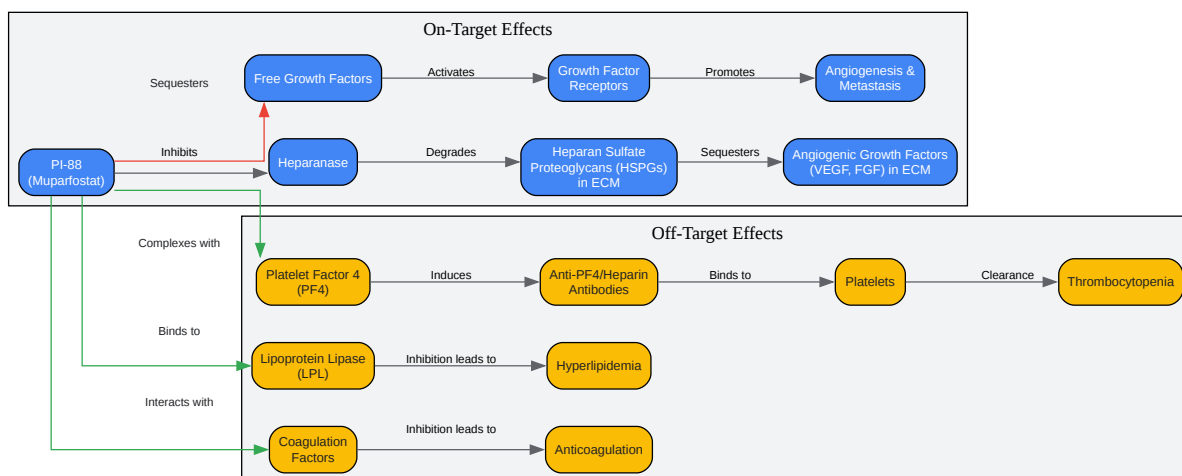 On-Target Effects
Sequesters
Free Growth Factors
Activates
Growth Factor
Receptors
Promotes
Angiogenesis &
Metastasis
PI-88
(Muparfostat)
Inhibits
Heparanase
Degrades
Heparan Sulfate
Proteoglycans (HSPGs)
in ECM
Sequesters
Angiogenic Growth Factors
(VEGF, FGF) in ECM
Off-Target Effects
Complexes with
Platelet Factor 4
(PF4)
Induces
Anti-PF4/Heparin
Antibodies
Binds to
Platelets
Clearance
Thrombocytopenia
Binds to
Lipoprotein Lipase
(LPL)
Inhibition leads to
Hyperlipidemia
Interacts with
Coagulation
Factors
Inhibition leads to
Anticoagulation